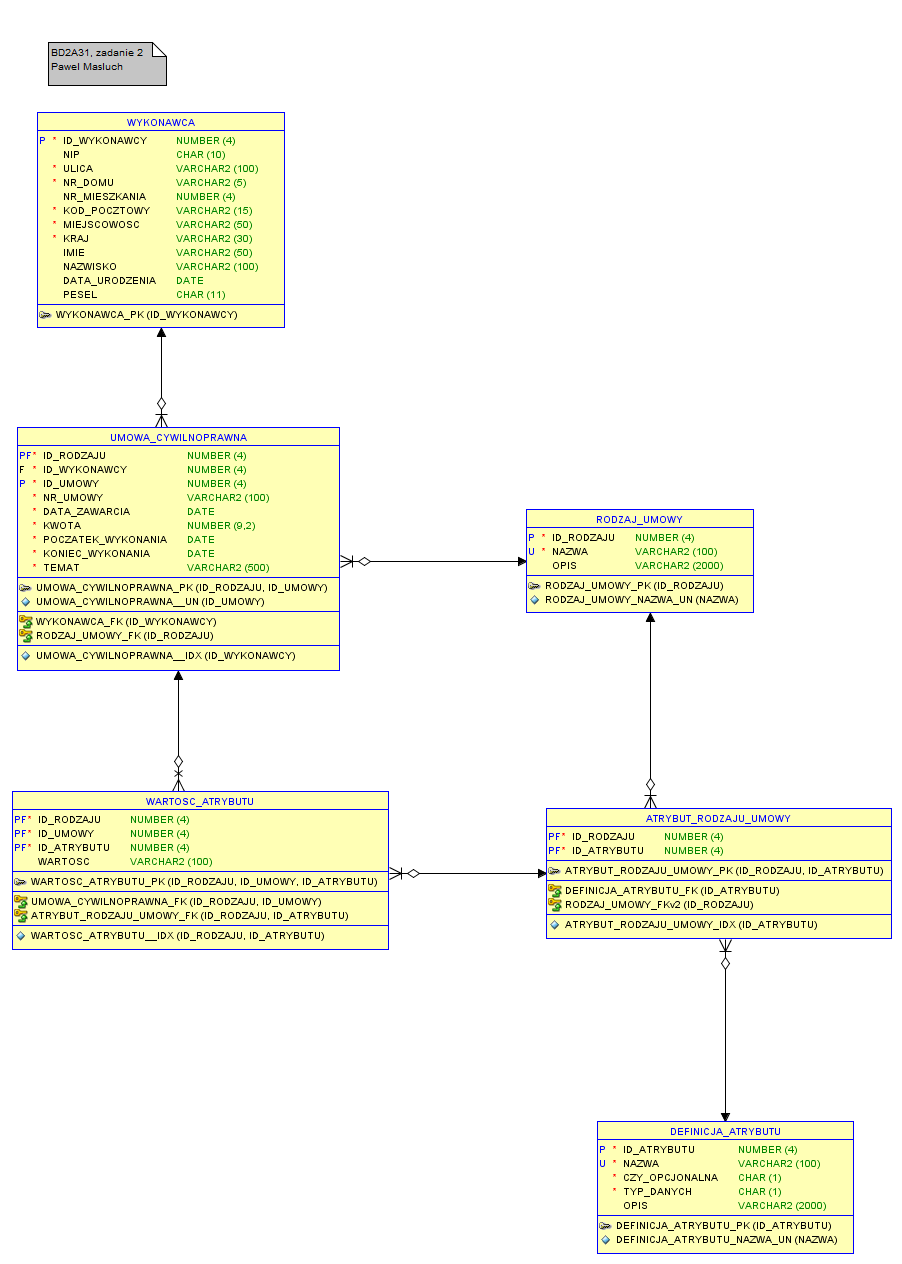 BD2A31, zadanie 2
Pawel Masluch
WYKONAWCA
P * ID_WYKONAWCY NUMBER (4)
NIP CHAR (10)
* ULICA VARCHAR2 (100)
* NR_DOMU VARCHAR2 (5)
NR_MIESZKANIA NUMBER (4)
* KOD_POCZTOWY VARCHAR2 (15)
* MIEJSCOWOSC VARCHAR2 (50)
* KRAJ VARCHAR2 (30)
IMIE VARCHAR2 (50)
NAZWISKO VARCHAR2 (100)
DATA_URODZENIA DATE
PESEL CHAR (11)
WYKONAWCA_PK (ID_WYKONAWCY)
UMOWA_CYWILNOPRAWNA
PF* ID_RODZAJU NUMBER (4)
F * ID_WYKONAWCY NUMBER (4)
P * ID_UMOWY NUMBER (4)
* NR_UMOWY VARCHAR2 (100)
* DATA_ZAWARCIA DATE
* KWOTA NUMBER (9,2)
* POCZATEK_WYKONANIA DATE
* KONIEC_WYKONANIA DATE
* TEMAT VARCHAR2 (500)
UMOWA_CYWILNOPRAWNA_PK (ID_RODZAJU, ID_UMOWY)
UMOWA_CYWILNOPRAWNA__UN (ID_UMOWY)
WYKONAWCA_FK (ID_WYKONAWCY)
RODZAJ_UMOWY_FK (ID_RODZAJU)
UMOWA_CYWILNOPRAWNA__IDX (ID_WYKONAWCY)
RODZAJ_UMOWY
P * ID_RODZAJU NUMBER (4)
U * NAZWA VARCHAR2 (100)
OPIS VARCHAR2 (2000)
RODZAJ_UMOWY_PK (ID_RODZAJU)
RODZAJ_UMOWY_NAZWA_UN (NAZWA)
WARTOSC_ATRYBUTU
PF* ID_RODZAJU NUMBER (4)
PF* ID_UMOWY NUMBER (4)
PF* ID_ATRYBUTU NUMBER (4)
WARTOSC VARCHAR2 (100)
WARTOSC_ATRYBUTU_PK (ID_RODZAJU, ID_UMOWY, ID_ATRYBUTU)
UMOWA_CYWILNOPRAWNA_FK (ID_RODZAJU, ID_UMOWY)
ATRYBUT_RODZAJU_UMOWY_FK (ID_RODZAJU, ID_ATRYBUTU)
WARTOSC_ATRYBUTU__IDX (ID_RODZAJU, ID_ATRYBUTU)
ATRYBUT_RODZAJU_UMOWY
PF* ID_RODZAJU NUMBER (4)
PF* ID_ATRYBUTU NUMBER (4)
ATRYBUT_RODZAJU_UMOWY_PK (ID_RODZAJU, ID_ATRYBUTU)
DEFINICJA_ATRYBUTU_FK (ID_ATRYBUTU)
RODZAJ_UMOWY_FKv2 (ID_RODZAJU)
ATRYBUT_RODZAJU_UMOWY_IDX (ID_ATRYBUTU)
DEFINICJA_ATRYBUTU
P * ID_ATRYBUTU NUMBER (4)
U * NAZWA VARCHAR2 (100)
* CZY_OPCJONALNA CHAR (1)
* TYP_DANYCH CHAR (1)
OPIS VARCHAR2 (2000)
DEFINICJA_ATRYBUTU_PK (ID_ATRYBUTU)
DEFINICJA_ATRYBUTU_NAZWA_UN (NAZWA)